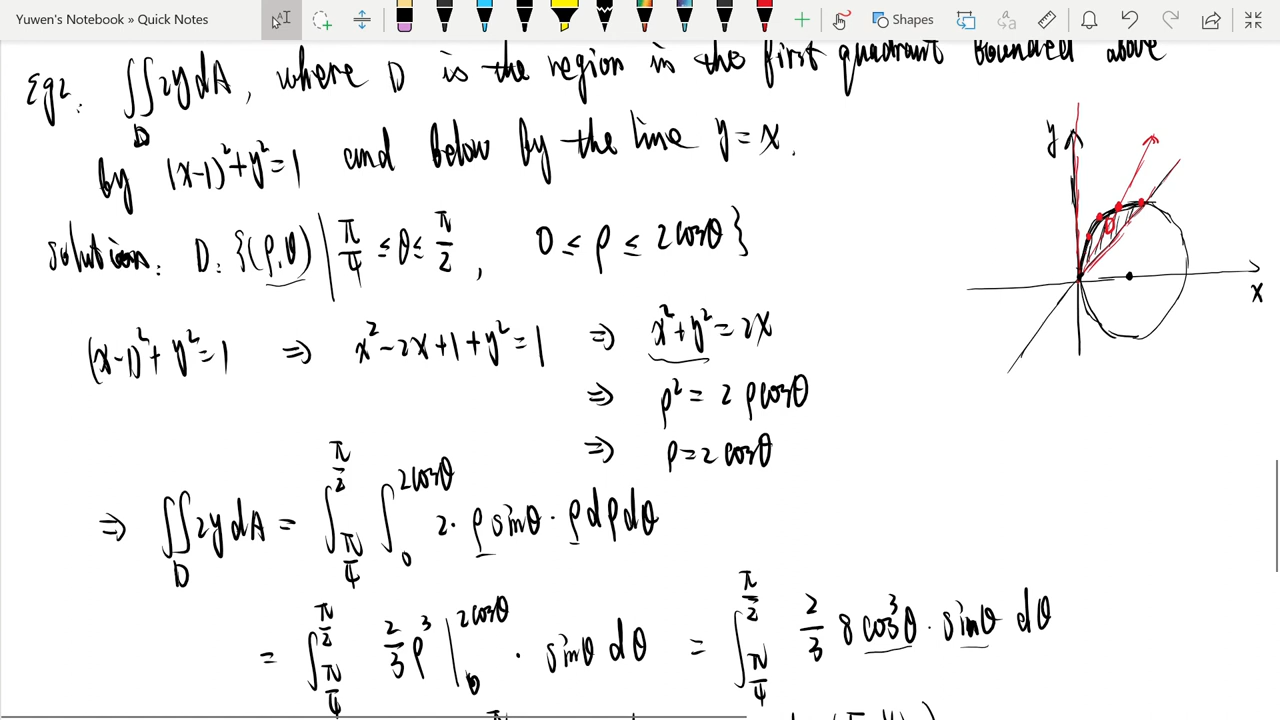 Yuwen's Notebook » Quick Notes
Shapes
Eg2. ∬_D 2y dA, where D is the region in the first quadrant bounded above
by (x-1)²+y²=1 and below by the line y=x.
solution: D: {(ρ,θ) | π/4 ≤ θ ≤ π/2, 0 ≤ ρ ≤ 2cosθ}
(x-1)²+y²=1 ⇒ x²-2x+1+y²=1 ⇒ x²+y²=2x
⇒ ρ²=2ρcosθ
⇒ ρ=2cosθ
⇒ ∬_D 2y dA = ∫_{π/4}^{π/2} ∫_0^{2cosθ} 2·ρ sinθ·ρ dρ dθ
= ∫_{π/4}^{π/2} 2/3 ρ³ |_0^{2cosθ} · sinθ dθ = ∫_{π/4}^{π/2} 2/3 8cos³θ · sinθ dθ
y
D
x